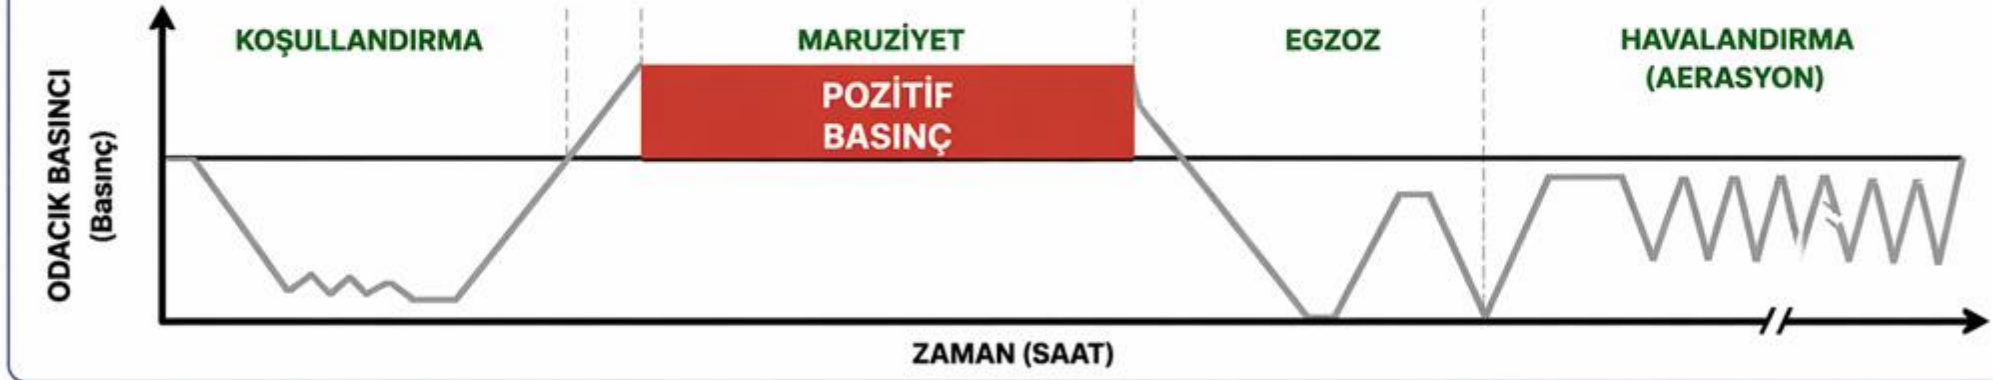 KOŞULLANDIRMA
MARUZİYET
EGZOZ
HAVALANDIRMA
(AERASYON)
POZİTİF
BASINÇ
ODACIK BASINCI
(Basınç)
ZAMAN (SAAT)